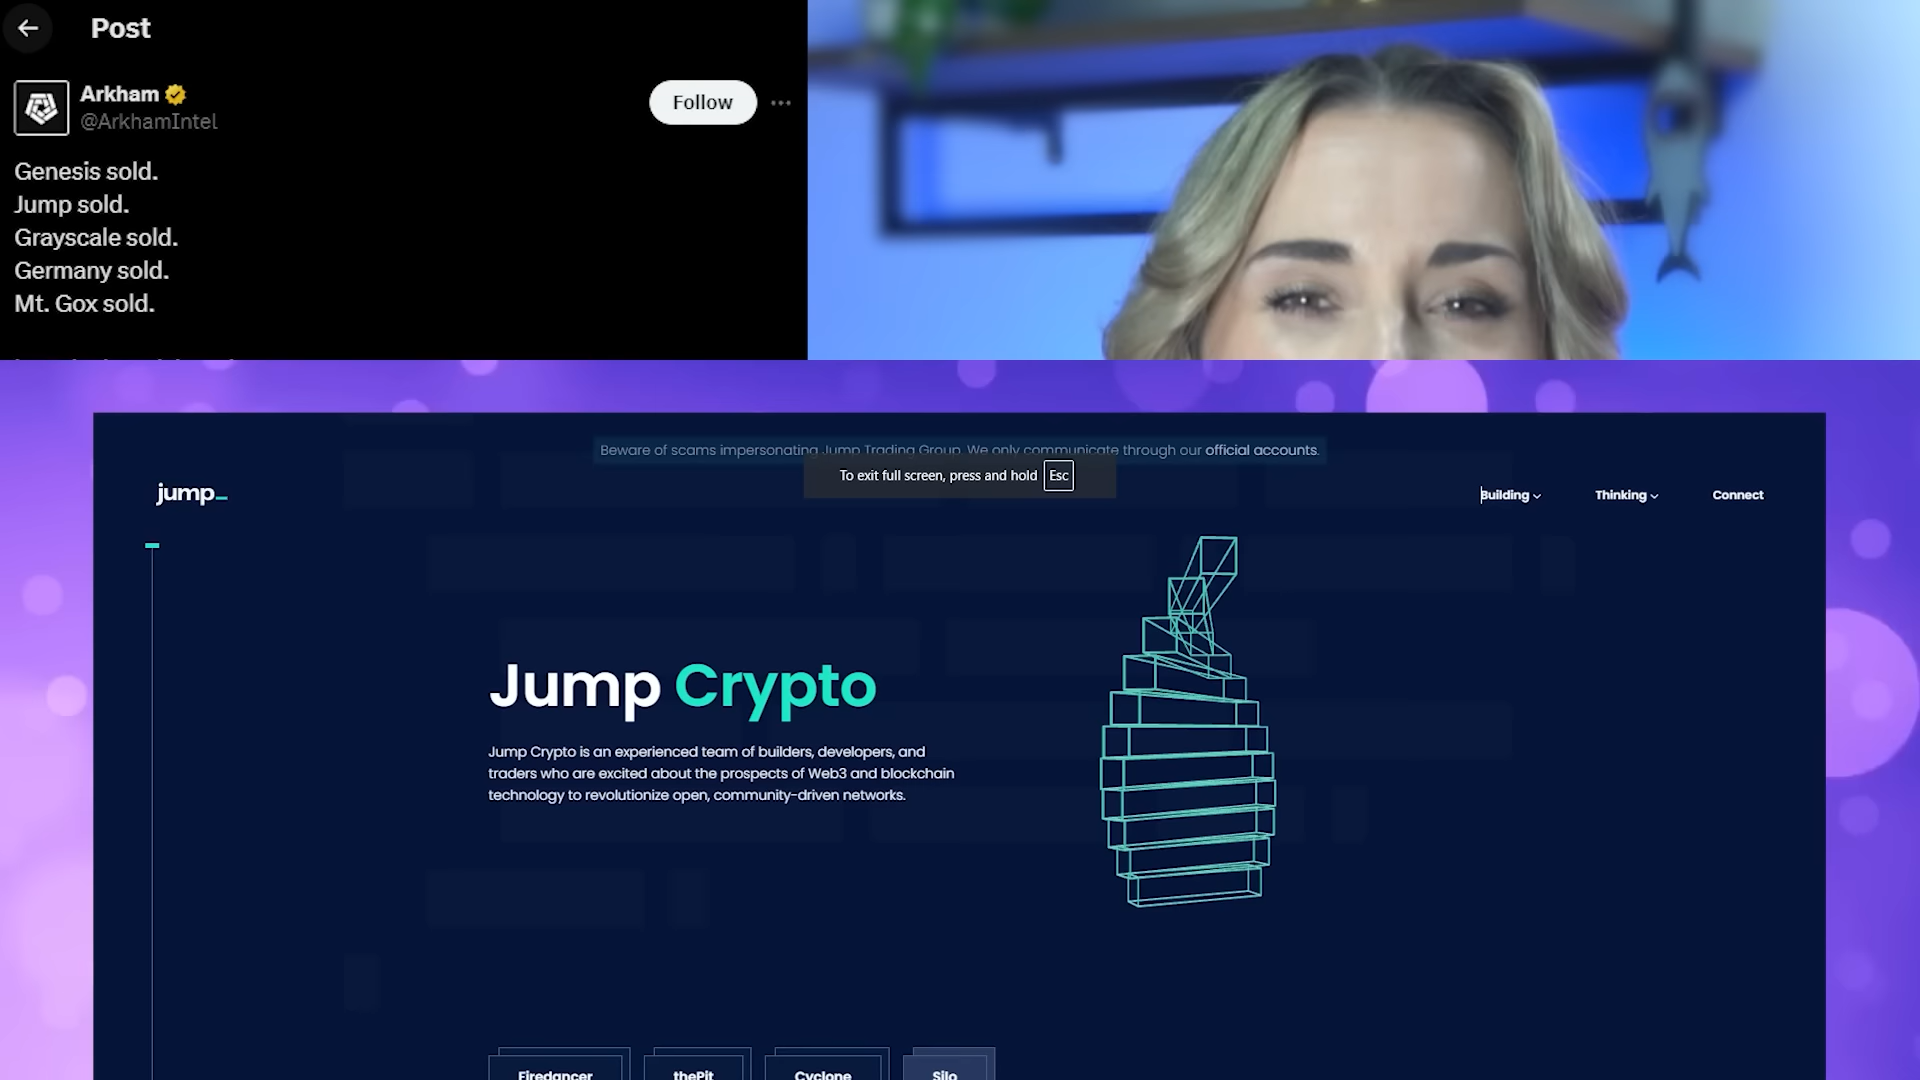 Post
Arkham
@ArkhamIntel
Follow
Genesis sold.
Jump sold.
Grayscale sold.
Germany sold.
Mt. Gox sold.
Beware of scams impersonating Jump Trading Group. We only communicate through our official accounts.
To exit full screen, press and hold Esc
jump_
Building
Thinking
Connect
Jump Crypto
Jump Crypto is an experienced team of builders, developers, and
traders who are excited about the prospects of Web3 and blockchain
technology to revolutionize open, community-driven networks.
Firedancer
thePit
Cyclone
Silo